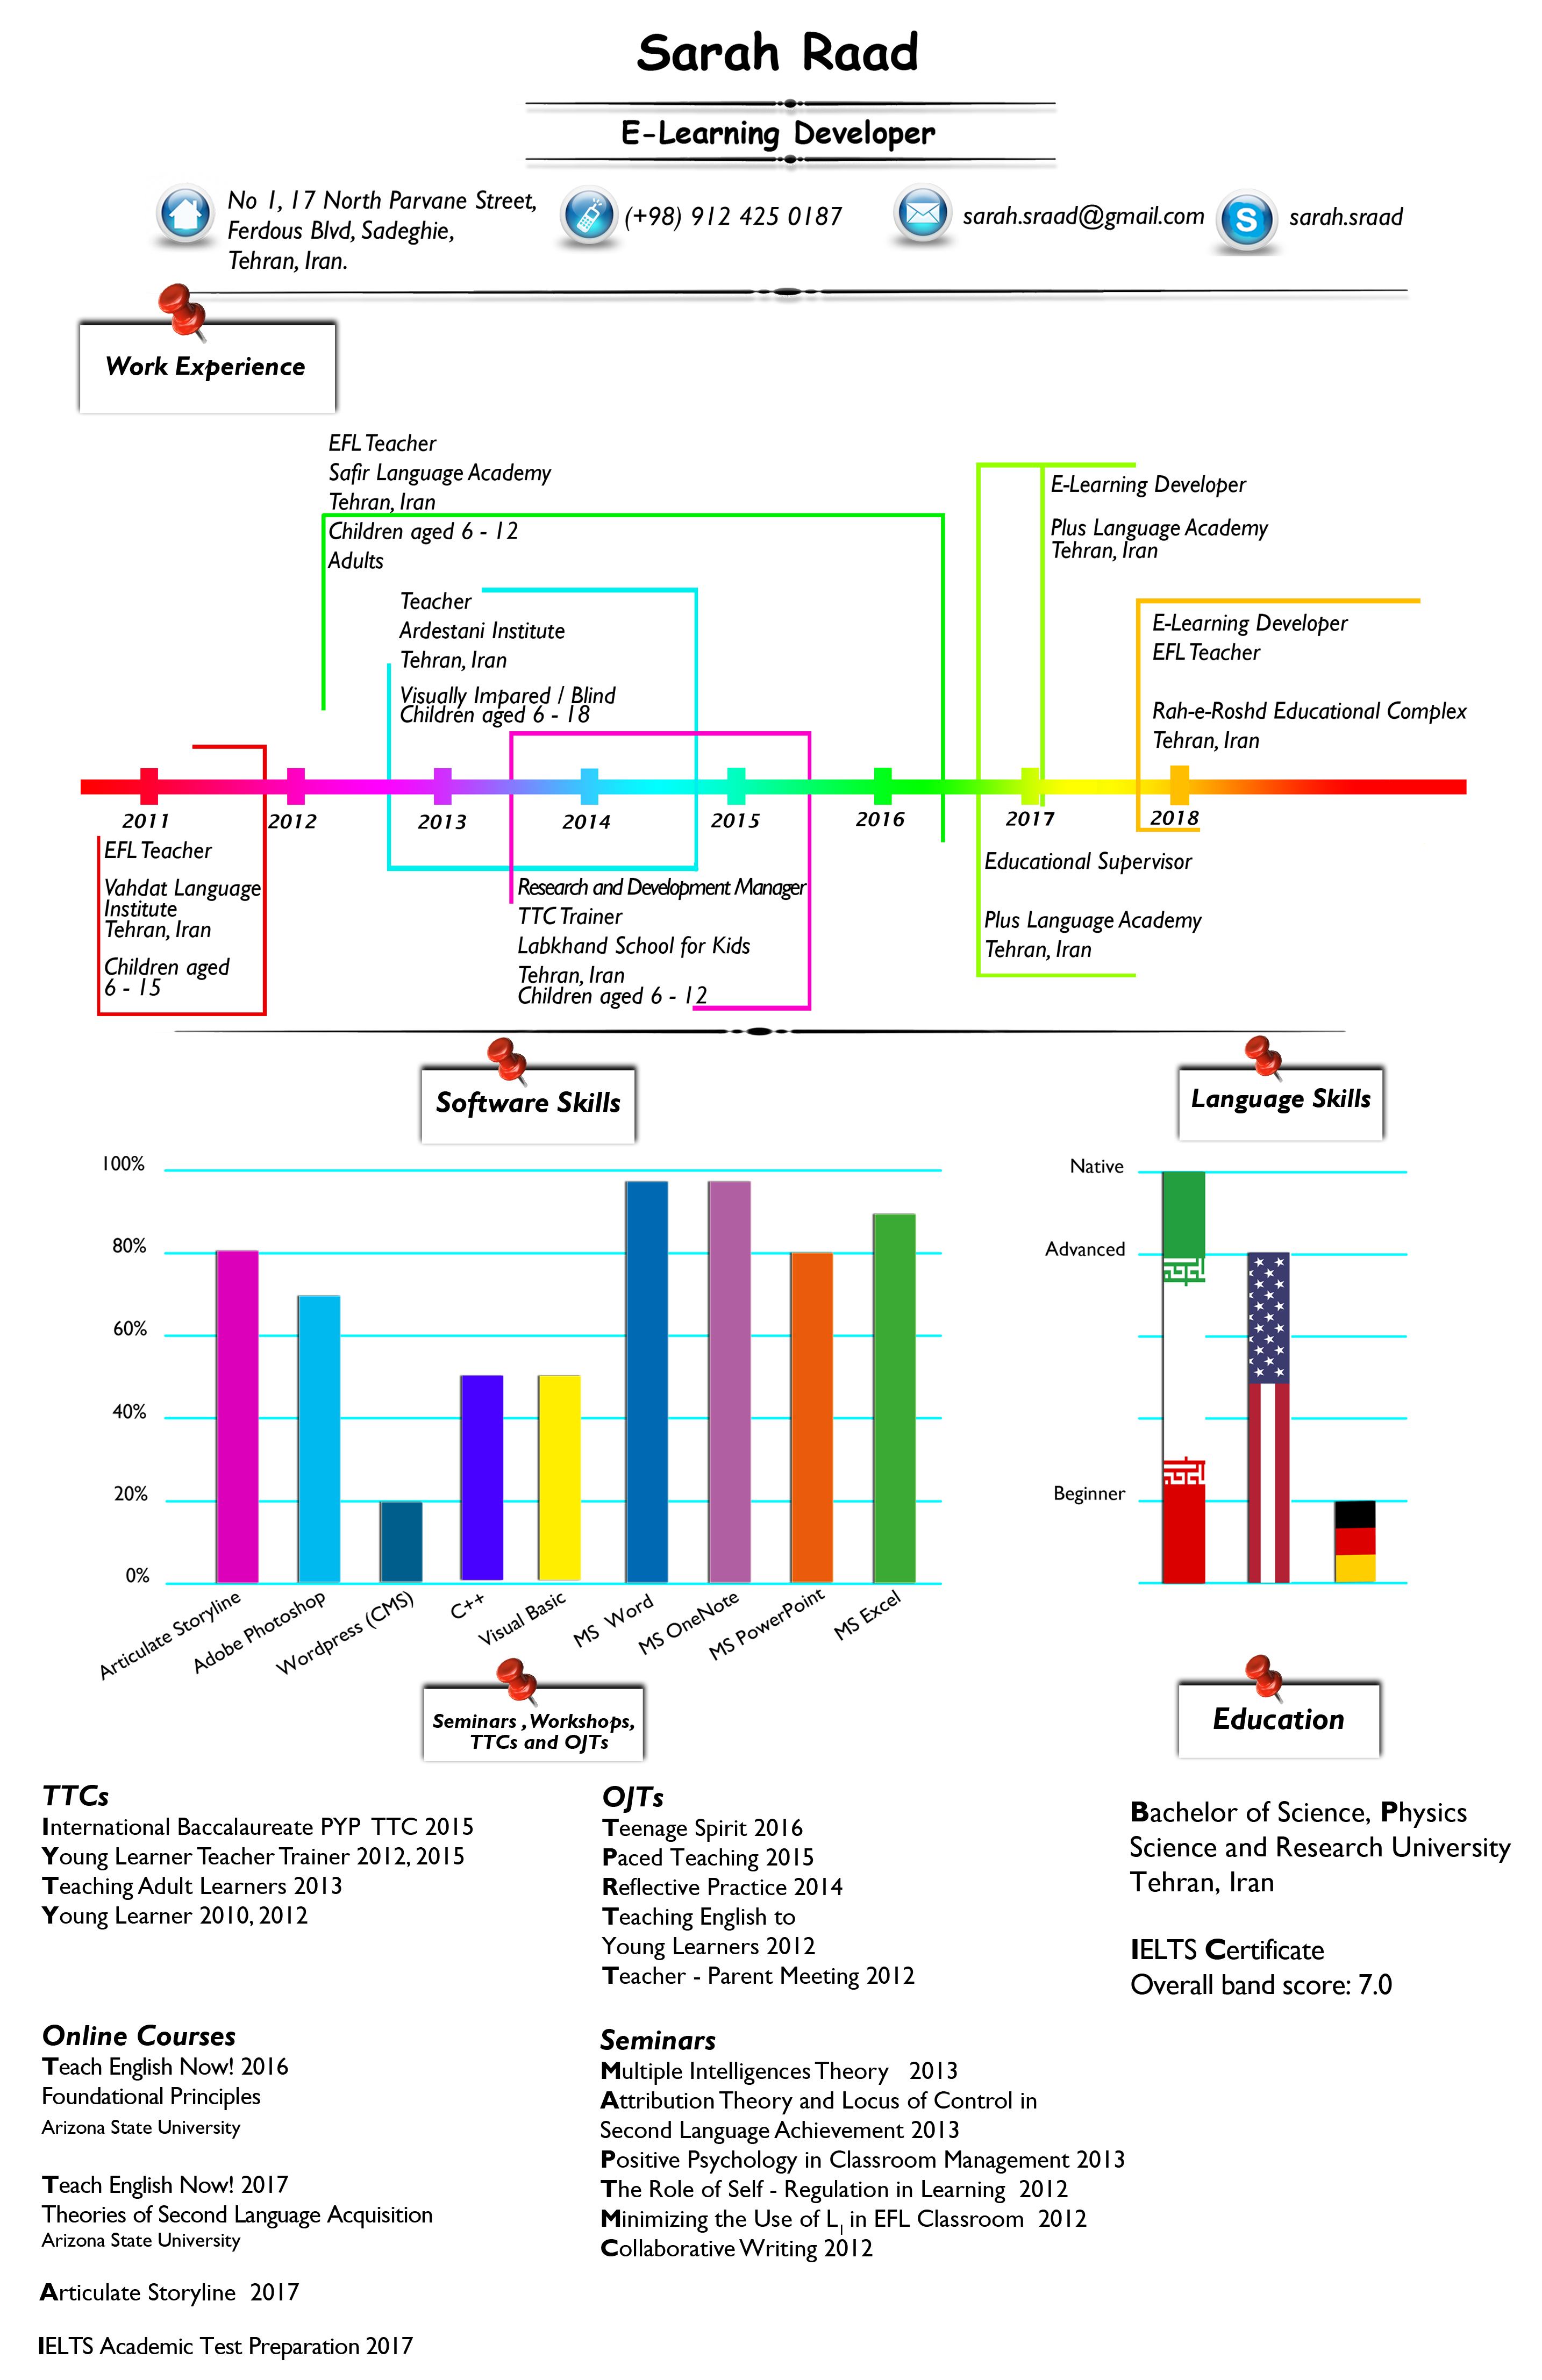 Sarah Raad
E-Learning Developer
No 1, 17 North Parvane Street,
Ferdous Blvd, Sadeghie,
Tehran, Iran.
(+98) 912 425 0187
sarah.sraad@gmail.com
sarah.sraad
Work Experience
EFL Teacher
Safir Language Academy
Tehran, Iran
Children aged 6 - 12
Adults
Teacher
Ardestani Institute
Tehran, Iran
Visually Impared / Blind
Children aged 6 - 18
E-Learning Developer
Plus Language Academy
Tehran, Iran
E-Learning Developer
EFL Teacher
Rah-e-Roshd Educational Complex
Tehran, Iran
2011
2012
2013
2014
2015
2016
2017
2018
EFL Teacher
Vahdat Language
Institute
Tehran, Iran
Children aged
6 - 15
Research and Development Manager
TTC Trainer
Labkhand School for Kids
Tehran, Iran
Children aged 6 - 12
Educational Supervisor
Plus Language Academy
Tehran, Iran
Software Skills
100%
80%
60%
40%
20%
0%
Articulate Storyline
Adobe Photoshop
Wordpress (CMS)
C++
Visual Basic
MS Word
MS OneNote
MS PowerPoint
MS Excel
Language Skills
Native
Advanced
Beginner
Seminars , Workshops,
TTCs and OJTs
TTCs
International Baccalaureate PYP TTC 2015
Young Learner Teacher Trainer 2012, 2015
Teaching Adult Learners 2013
Young Learner 2010, 2012
OJTs
Teenage Spirit 2016
Paced Teaching 2015
Reflective Practice 2014
Teaching English to
Young Learners 2012
Teacher - Parent Meeting 2012
Education
Bachelor of Science, Physics
Science and Research University
Tehran, Iran
IELTS Certificate
Overall band score: 7.0
Online Courses
Teach English Now! 2016
Foundational Principles
Arizona State University
Teach English Now! 2017
Theories of Second Language Acquisition
Arizona State University
Articulate Storyline 2017
IELTS Academic Test Preparation 2017
Seminars
Multiple Intelligences Theory 2013
Attribution Theory and Locus of Control in
Second Language Achievement 2013
Positive Psychology in Classroom Management 2013
The Role of Self - Regulation in Learning 2012
Minimizing the Use of L1 in EFL Classroom 2012
Collaborative Writing 2012